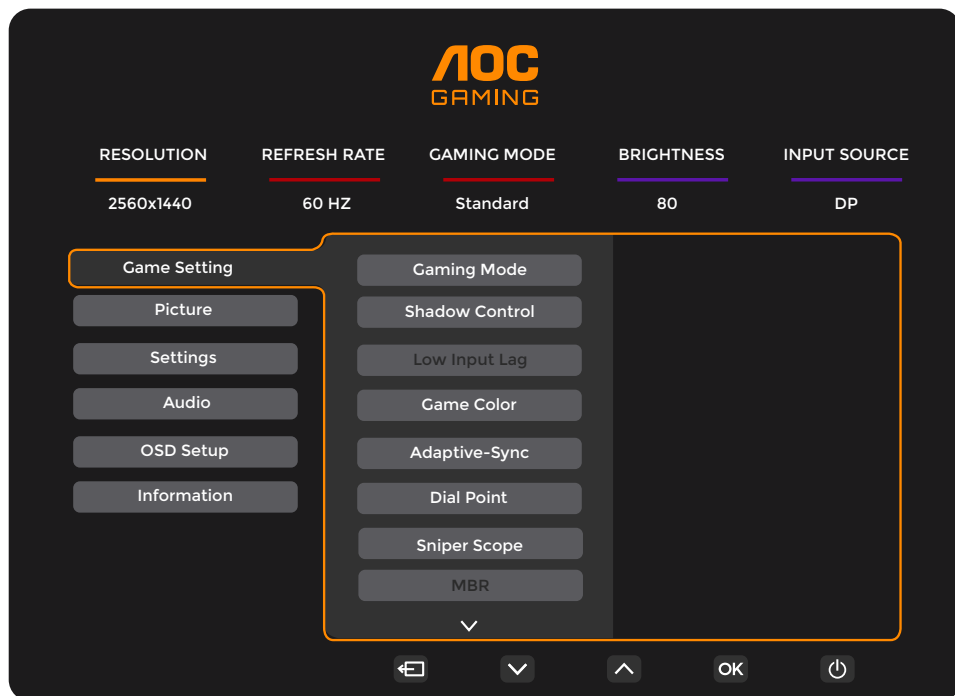 AOC
GAMING
RESOLUTION REFRESH RATE GAMING MODE BRIGHTNESS INPUT SOURCE
2560x1440 60 HZ Standard 80 DP
Game Setting
Picture
Settings
Audio
OSD Setup
Information
Gaming Mode
Shadow Control
Low Input Lag
Game Color
Adaptive-Sync
Dial Point
Sniper Scope
MBR
OK